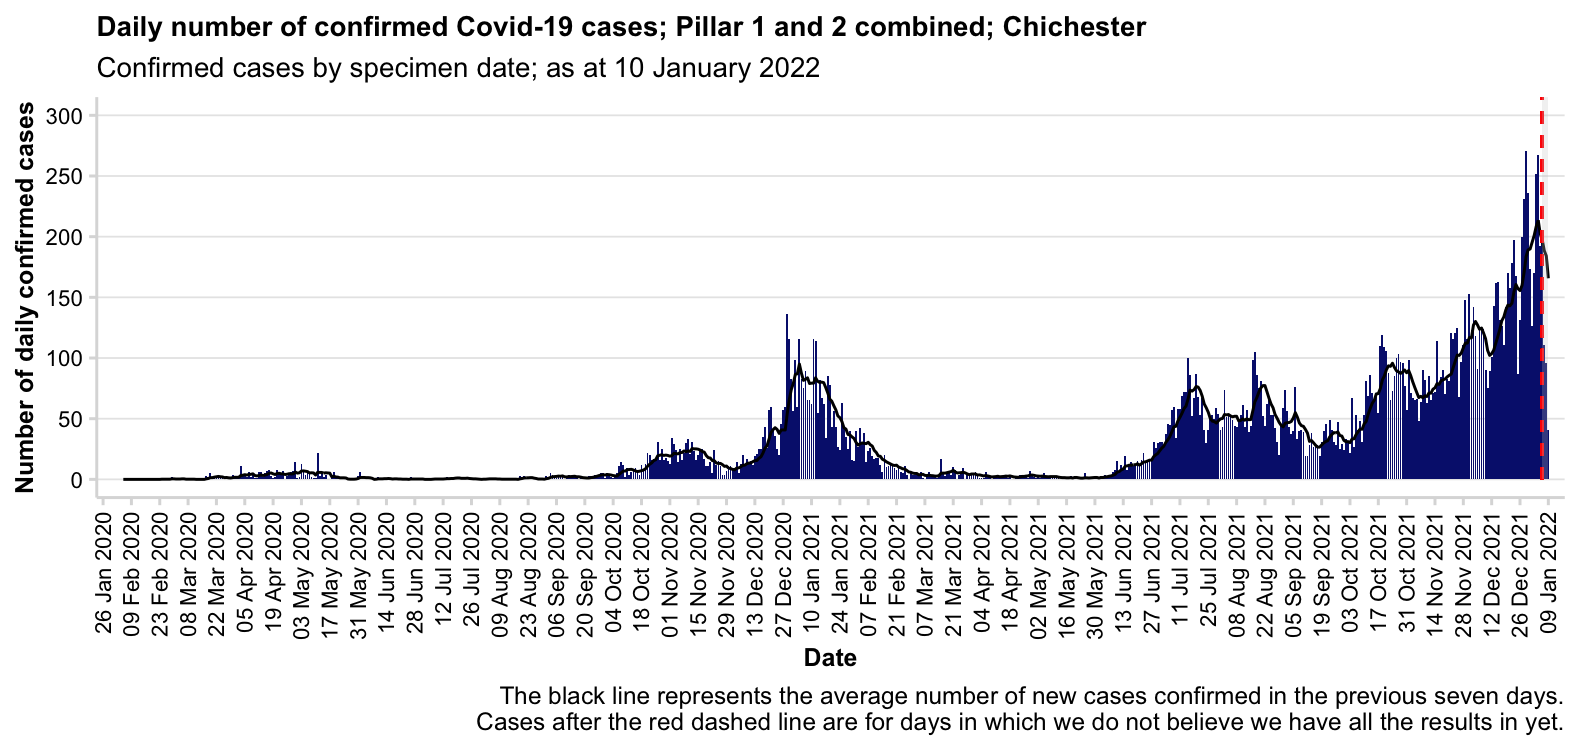 Daily number of confirmed Covid-19 cases; Pillar 1 and 2 combined; Chichester
Confirmed cases by specimen date; as at 10 January 2022
Number of daily confirmed cases
300
250
200
150
100
50
0
26 Jan 2020
09 Feb 2020
23 Feb 2020
08 Mar 2020
22 Mar 2020
05 Apr 2020
19 Apr 2020
03 May 2020
17 May 2020
31 May 2020
14 Jun 2020
28 Jun 2020
12 Jul 2020
26 Jul 2020
09 Aug 2020
23 Aug 2020
06 Sep 2020
20 Sep 2020
04 Oct 2020
18 Oct 2020
01 Nov 2020
15 Nov 2020
29 Nov 2020
13 Dec 2020
27 Dec 2020
10 Jan 2021
24 Jan 2021
07 Feb 2021
21 Feb 2021
07 Mar 2021
21 Mar 2021
04 Apr 2021
18 Apr 2021
02 May 2021
16 May 2021
30 May 2021
13 Jun 2021
27 Jun 2021
11 Jul 2021
25 Jul 2021
08 Aug 2021
22 Aug 2021
05 Sep 2021
19 Sep 2021
03 Oct 2021
17 Oct 2021
31 Oct 2021
14 Nov 2021
28 Nov 2021
12 Dec 2021
26 Dec 2021
09 Jan 2022
Date
The black line represents the average number of new cases confirmed in the previous seven days.
Cases after the red dashed line are for days in which we do not believe we have all the results in yet.